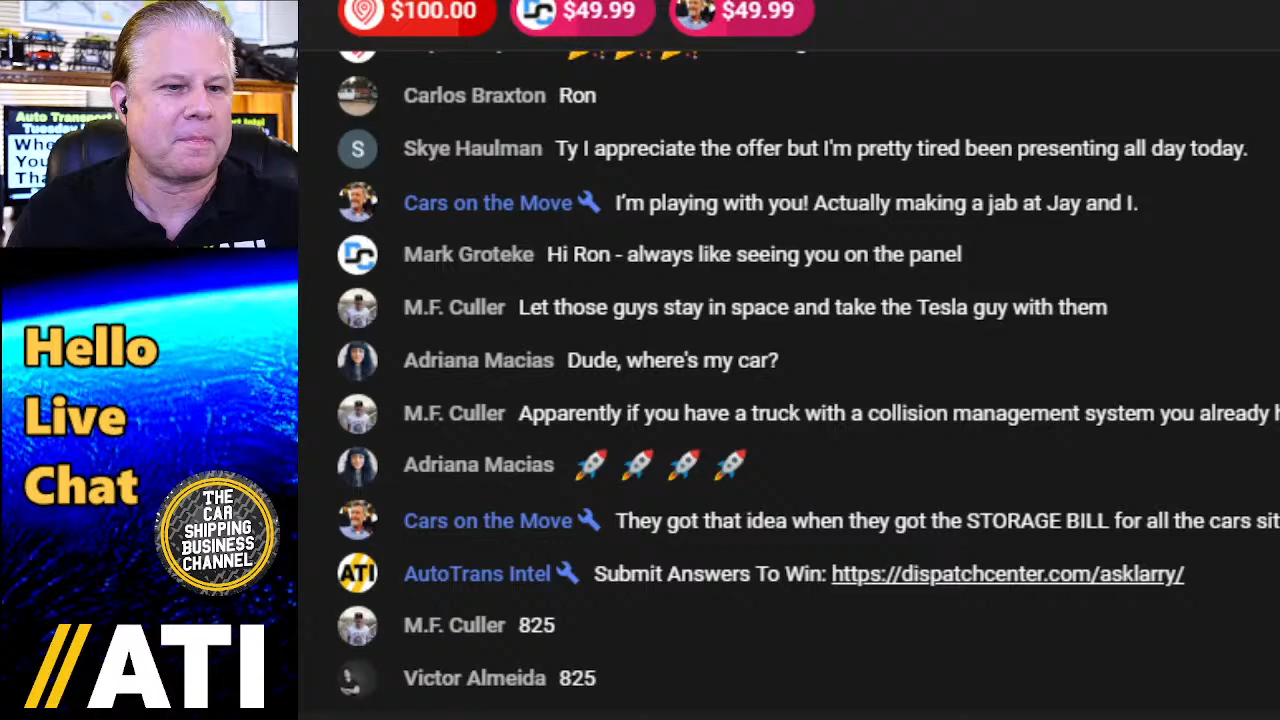 $100.00 $49.99 $49.99
Carlos Braxton Ron
Skye Haulman Ty I appreciate the offer but I'm pretty tired been presenting all day today.
S
Cars on the Move I'm playing with you! Actually making a jab at Jay and I.
Mark Groteke Hi Ron - always like seeing you on the panel
DC
M.F. Culler Let those guys stay in space and take the Tesla guy with them
Adriana Macias Dude, where's my car?
M.F. Culler Apparently if you have a truck with a collision management system you already
Adriana Macias
Cars on the Move They got that idea when they got the STORAGE BILL for all the cars
ATI AutoTrans Intel Submit Answers To Win: https://dispatchcenter.com/asklarry/
M.F. Culler 825
Victor Almeida 825
Auto Transport
Tuesday
//ATI
Hello
Live
Chat
THE
CAR
SHIPPING
BUSINESS
CHANNEL
//ATI